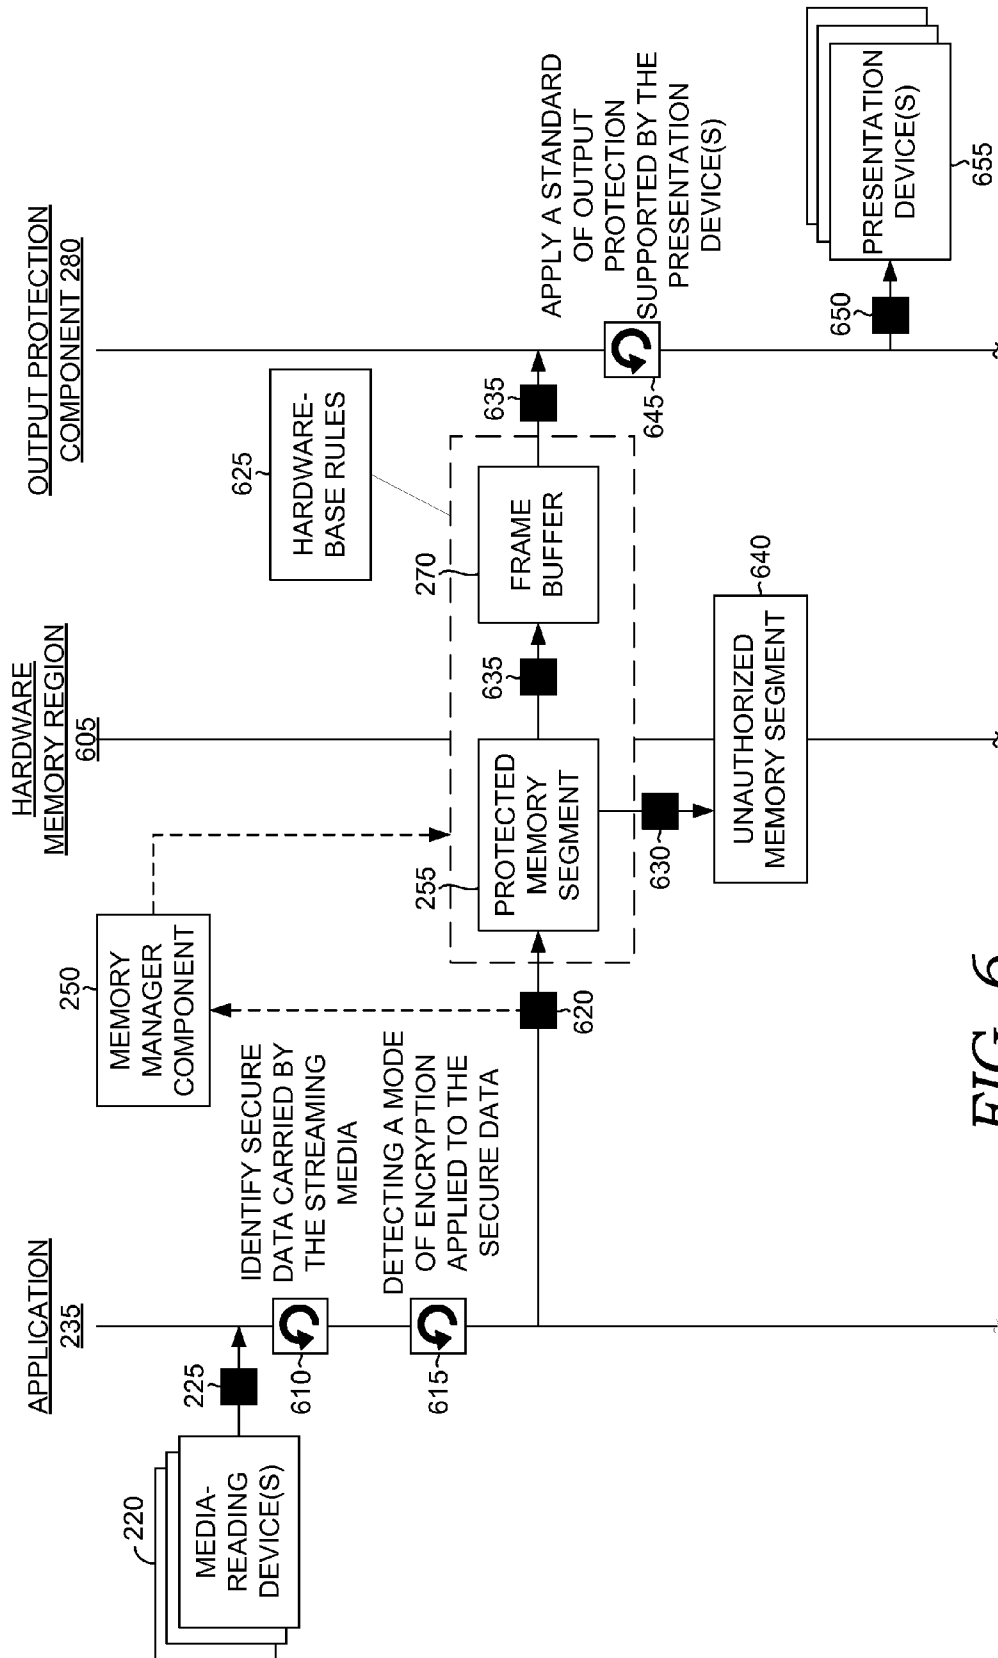 APPLICATION
235
HARDWARE
MEMORY REGION
605
OUTPUT PROTECTION
COMPONENT 280
220
MEDIA-
READING
DEVICE(S)
225
610
IDENTIFY SECURE
DATA CARRIED BY
THE STREAMING
MEDIA
615
DETECTING A MODE
OF ENCRYPTION
APPLIED TO THE
SECURE DATA
250
MEMORY
MANAGER
COMPONENT
620
255
PROTECTED
MEMORY
SEGMENT
630
635
270
FRAME
BUFFER
625
HARDWARE-
BASE RULES
635
640
UNAUTHORIZED
MEMORY SEGMENT
645
APPLY A STANDARD
OF OUTPUT
PROTECTION
SUPPORTED BY THE
PRESENTATION
DEVICE(S)
650
PRESENTATION
DEVICE(S)
655
FIG. 6